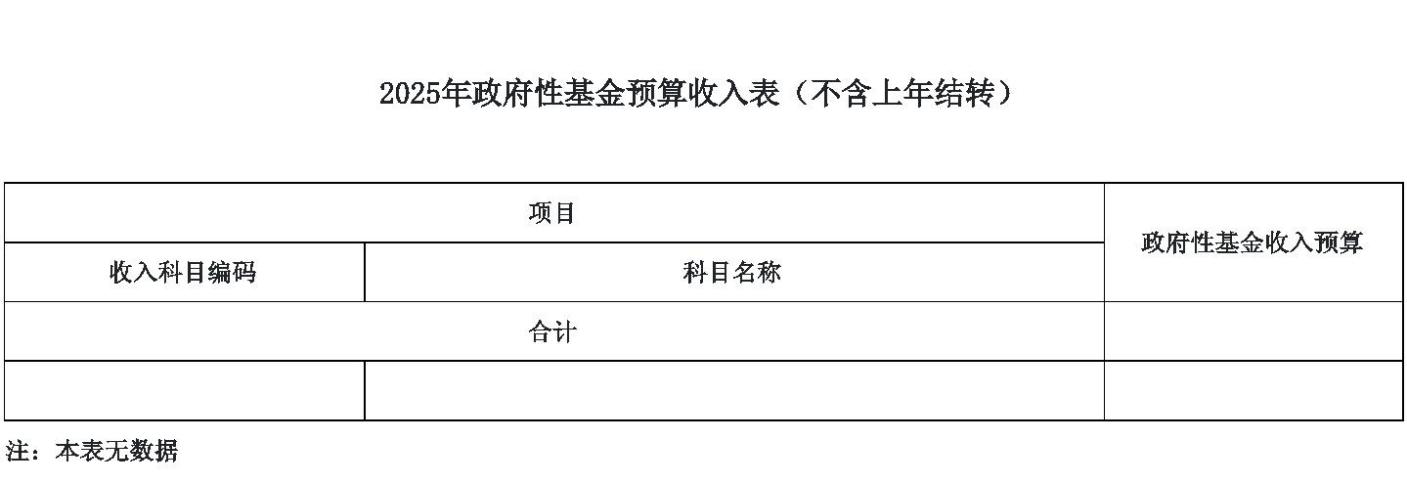 2025年政府性基金预算收入表（不含上年结转）
项目
政府性基金收入预算
收入科目编码 科目名称
合计
注：本表无数据